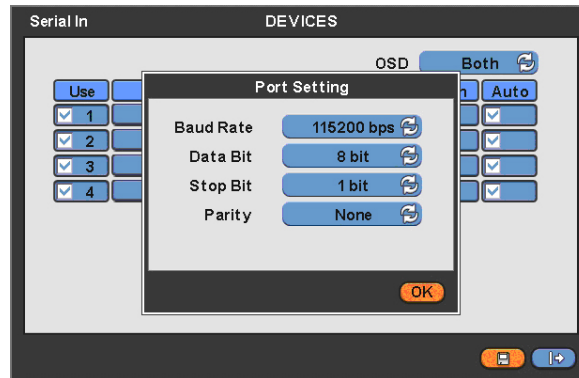 Serial In DEVICES
OSD Both
Use Auto
Port Setting
1
2
3
4
Baud Rate 115200 bps
Data Bit 8 bit
Stop Bit 1 bit
Parity None
OK